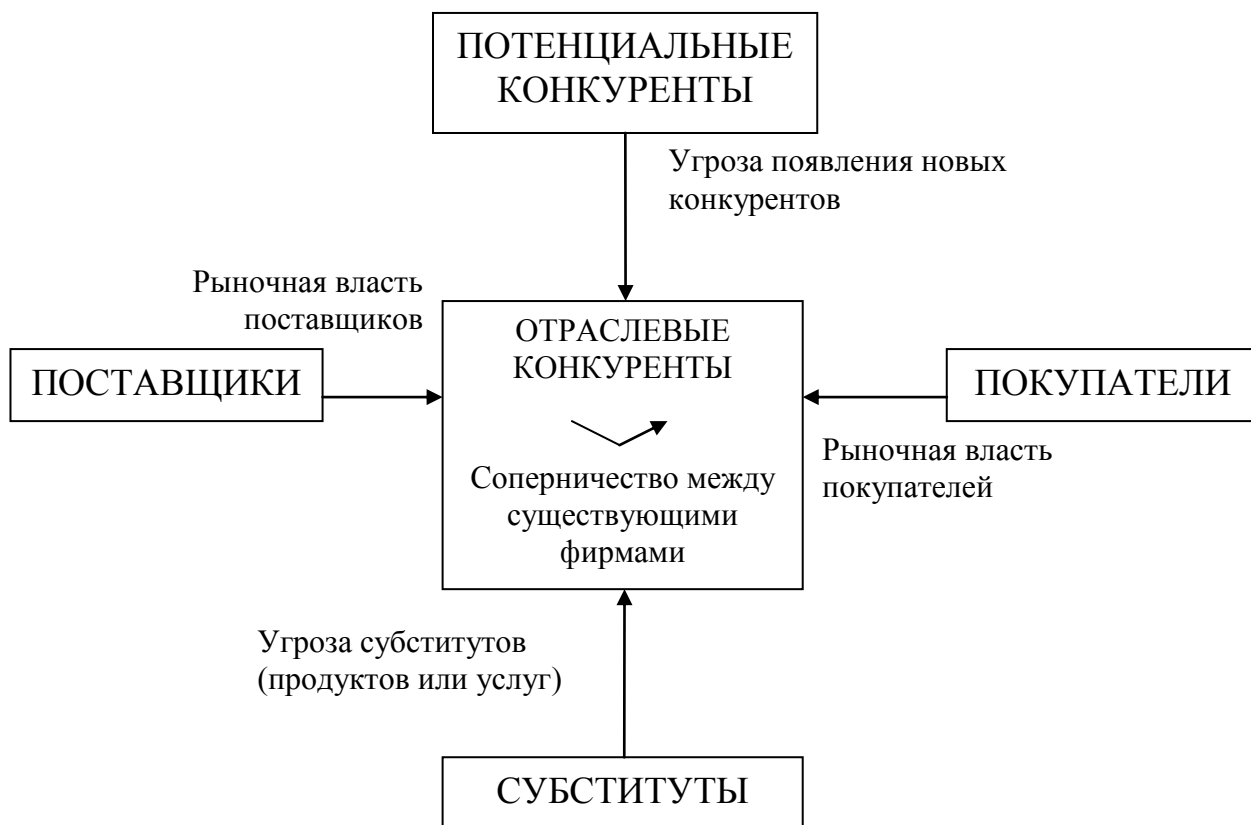 ПОТЕНЦИАЛЬНЫЕ
КОНКУРЕНТЫ
Угроза появления новых
конкурентов
Рыночная власть
поставщиков
ПОСТАВЩИКИ
ОТРАСЛЕВЫЕ
КОНКУРЕНТЫ
Соперничество между
существующими
фирмами
ПОКУПАТЕЛИ
Рыночная власть
покупателей
Угроза субститутов
(продуктов или услуг)
СУБСТИТУТЫ